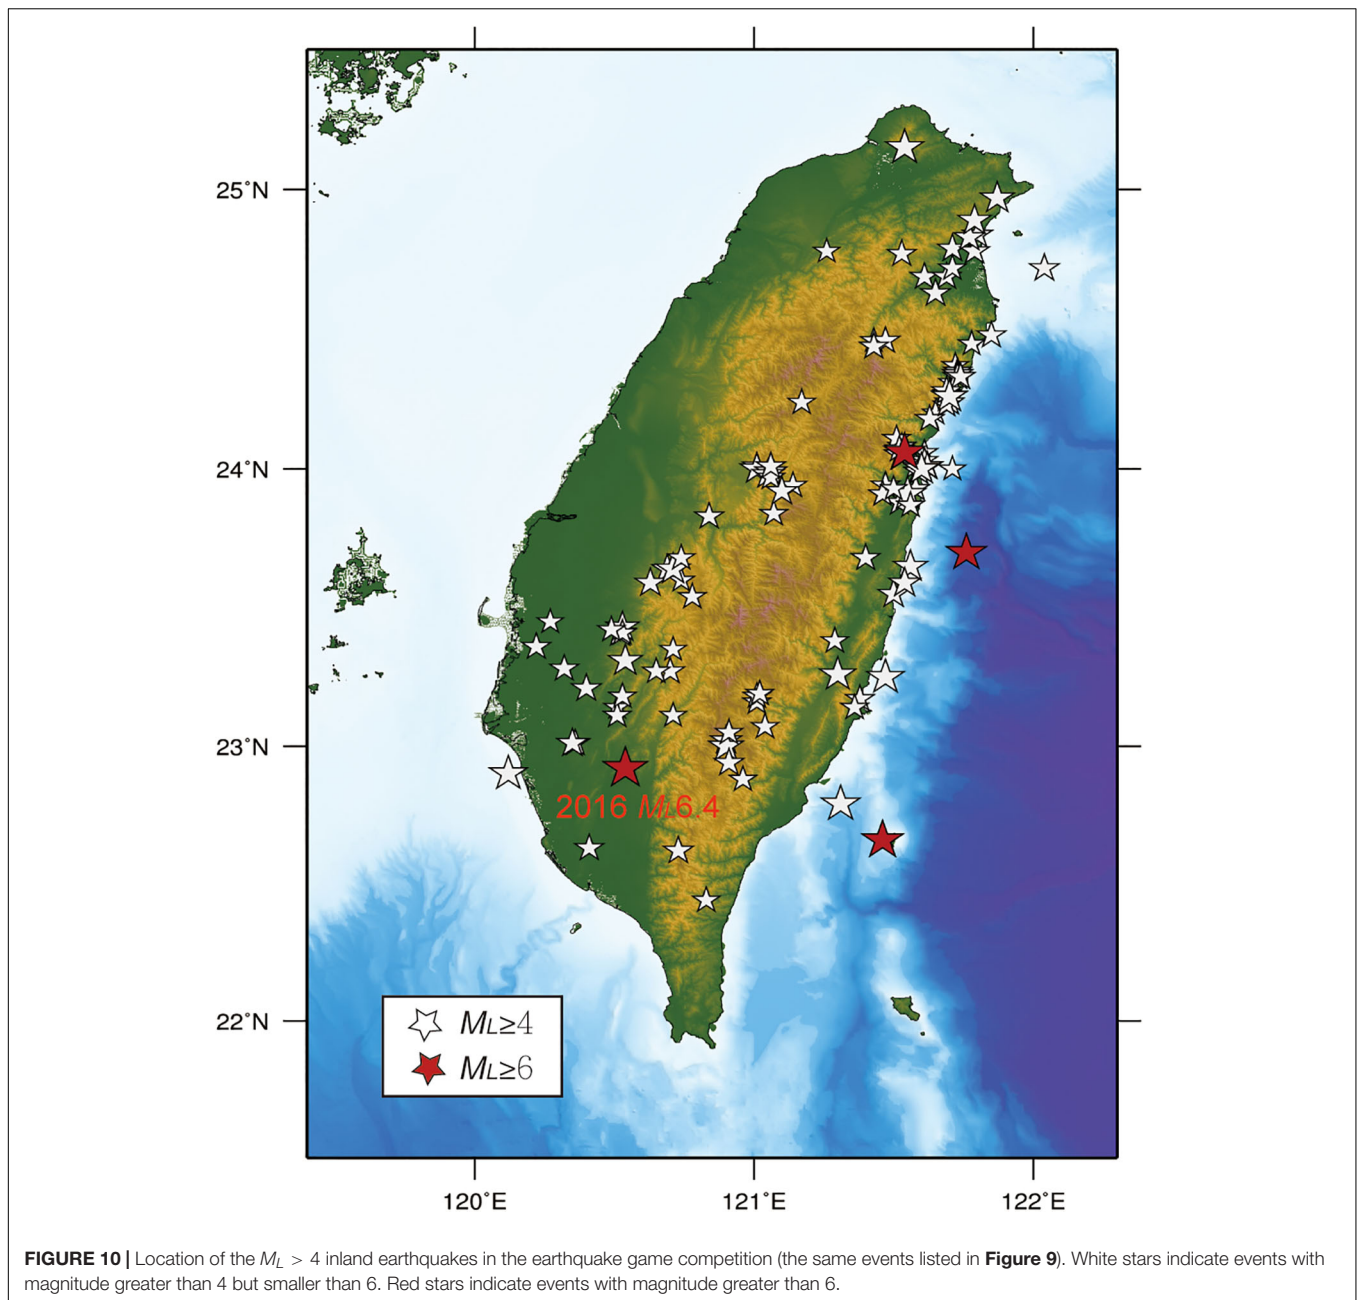 25°N
24°N
23°N
22°N
2016 ML6.4
ML≥4
ML≥6
120°E 121°E 122°E
FIGURE 10 | Location of the ML > 4 inland earthquakes in the earthquake game competition (the same events listed in Figure 9). White stars indicate events with
magnitude greater than 4 but smaller than 6. Red stars indicate events with magnitude greater than 6.